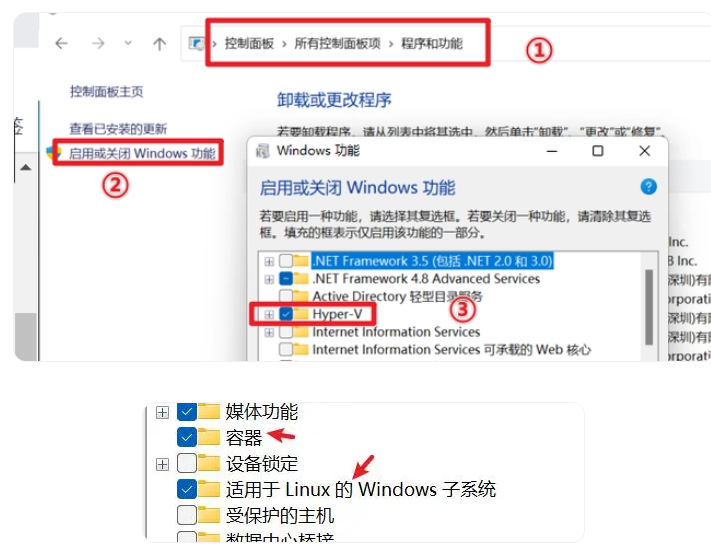 控制面板 › 所有控制面板项 › 程序和功能
①
控制面板主页
卸载或更改程序
查看已安装的更新
若要卸载程序，请从列表中将其选中，然后单击“卸载”、“更改”或“修复”。
签
启用或关闭 Windows 功能
②
Windows 功能
启用或关闭 Windows 功能
若要启用一种功能，请选择其复选框。若要关闭一种功能，请清除其复选
框。填充的框表示仅启用该功能的一部分。
.NET Framework 3.5 (包括 .NET 2.0 和 3.0)
.NET Framework 4.8 Advanced Services
Active Directory 轻型目录服务
Hyper-V
③
Internet Information Services
Internet Information Services 可承载的 Web 核心
Inc.
B Inc.
深圳)有
orporati
深圳)有
深圳)有
orporati
媒体功能
容器
设备锁定
适用于 Linux 的 Windows 子系统
受保护的主机
数据中心桥接